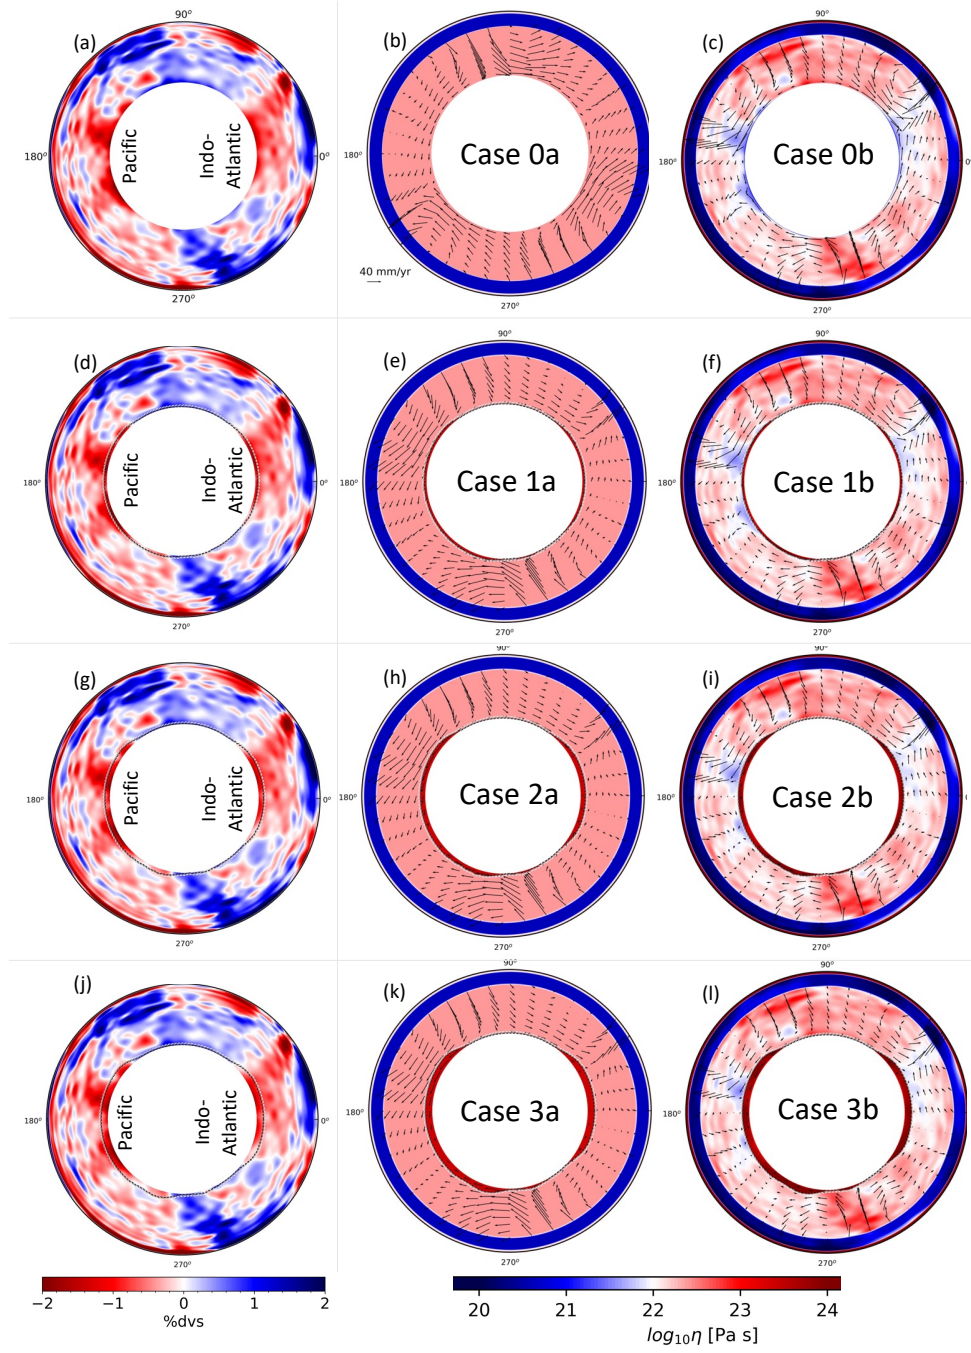 90°
(a)
(b)
(c)
180°
Pacific
Indo-
Atlantic
0°
180°
Case 0a
180°
Case 0b
0
40 mm/yr
270°
270°
270°
90°
90°
(d)
(e)
(f)
180°
Pacific
Indo-
Atlantic
0°
180°
Case 1a
180°
Case 1b
0
270°
270°
270°
90°
90°
(g)
(h)
(i)
180°
Pacific
Indo-
Atlantic
0°
180°
Case 2a
180°
Case 2b
0
270°
270°
270°
90°
90°
(j)
(k)
(l)
180°
Pacific
Indo-
Atlantic
0°
180°
Case 3a
180°
Case 3b
270°
270°
270°
−2 −1 0 1 2
%dvs
20 21 22 23 24
log₁₀η [Pa s]